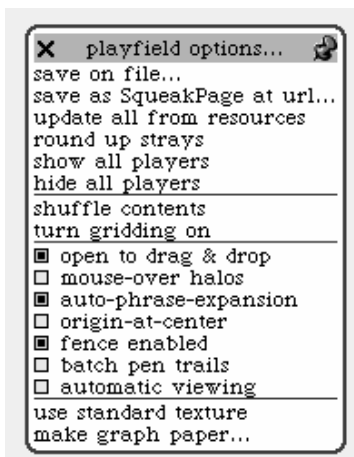 playfield options...
save on file...
save as SqueakPage at url...
update all from resources
round up strays
show all players
hide all players
shuffle contents
turn gridding on
open to drag & drop
mouse-over halos
auto-phrase-expansion
origin-at-center
fence enabled
batch pen trails
automatic viewing
use standard texture
make graph paper...